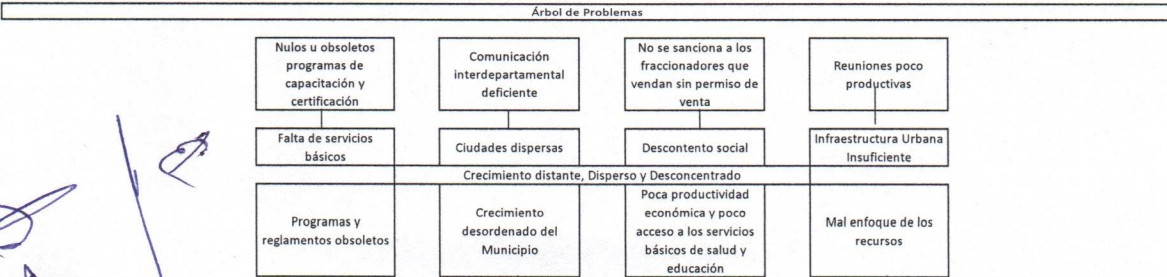 Árbol de Problemas
Nulos u obsoletos
programas de
capacitación y
certificación
Comunicación
interdepartamental
deficiente
No se sanciona a los
fraccionadores que
vendan sin permiso de
venta
Reuniones poco
productivas
Falta de servicios
básicos
Ciudades dispersas
Descontento social
Infraestructura Urbana
Insuficiente
Crecimiento distante, Disperso y Desconcentrado
Programas y
reglamentos obsoletos
Crecimiento
desordenado del
Municipio
Poca productividad
económica y poco
acceso a los servicios
básicos de salud y
educación
Mal enfoque de los
recursos